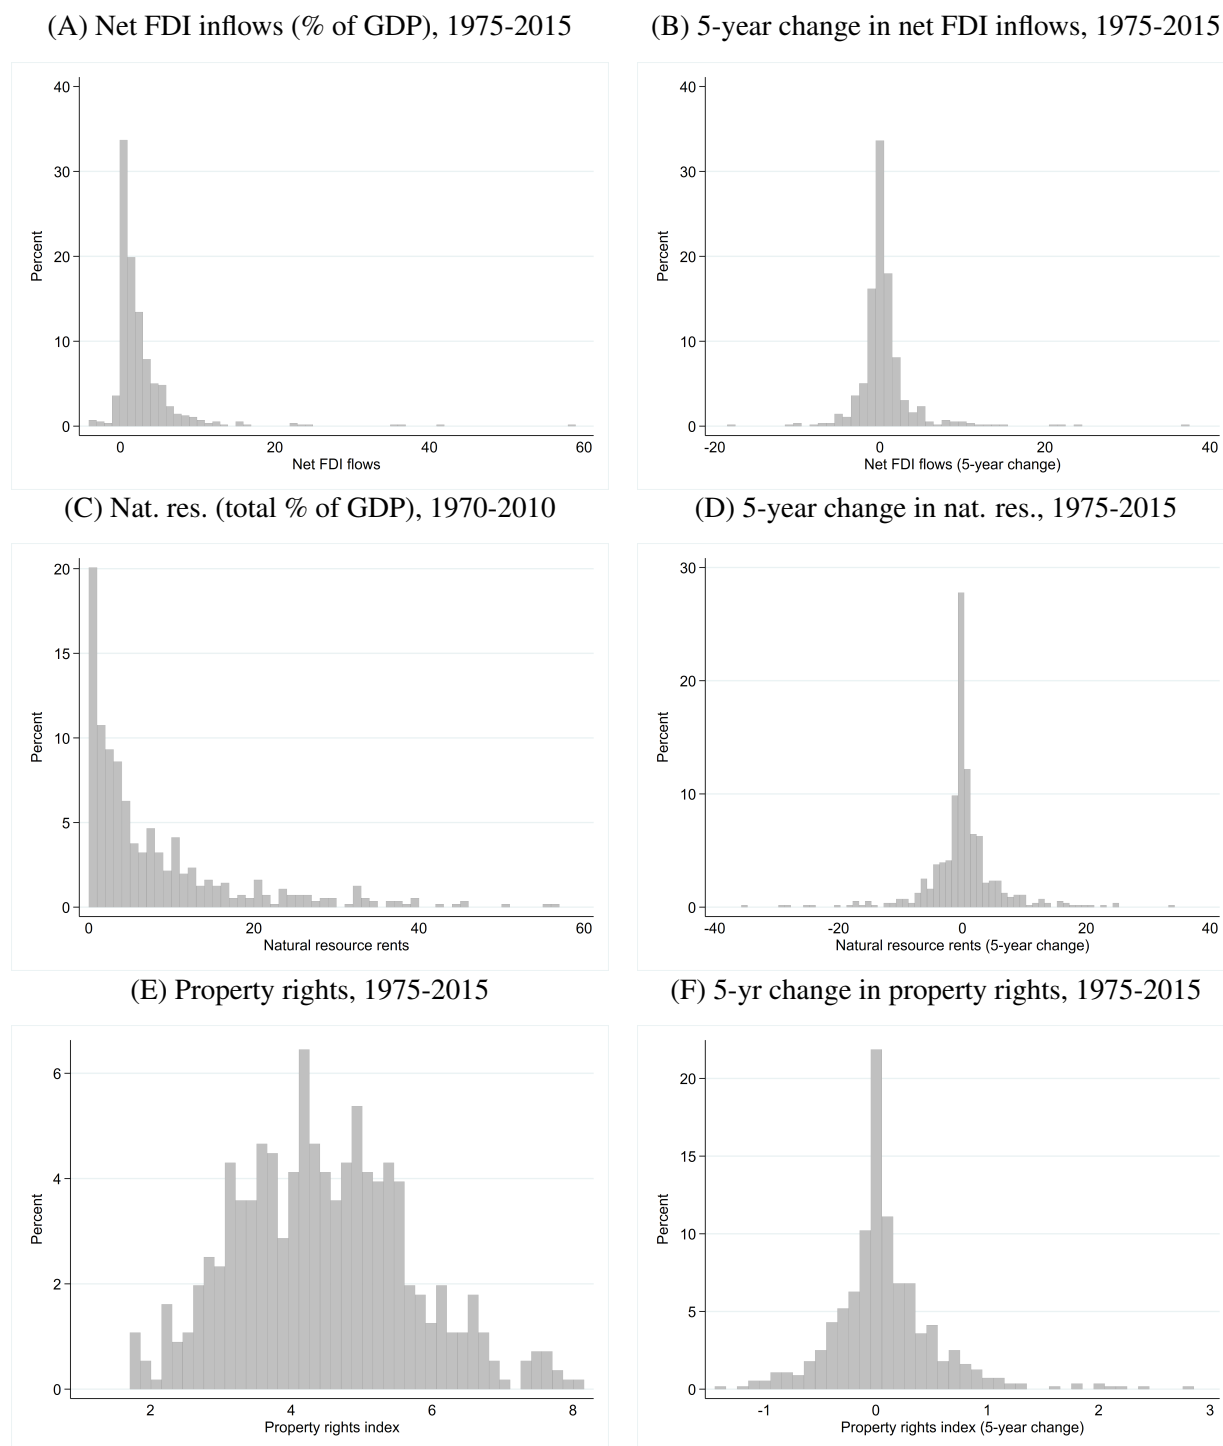 (A) Net FDI inflows (% of GDP), 1975-2015
(B) 5-year change in net FDI inflows, 1975-2015
40
30
20
10
0
Percent
0 20 40 60
Net FDI flows
40
30
20
10
0
Percent
-20 0 20 40
Net FDI flows (5-year change)
(C) Nat. res. (total % of GDP), 1970-2010
(D) 5-year change in nat. res., 1975-2015
20
15
10
5
0
Percent
0 20 40 60
Natural resource rents
30
20
10
0
Percent
-40 -20 0 20 40
Natural resource rents (5-year change)
(E) Property rights, 1975-2015
(F) 5-yr change in property rights, 1975-2015
6
4
2
0
Percent
2 4 6 8
Property rights index
20
15
10
5
0
Percent
-1 0 1 2 3
Property rights index (5-year change)